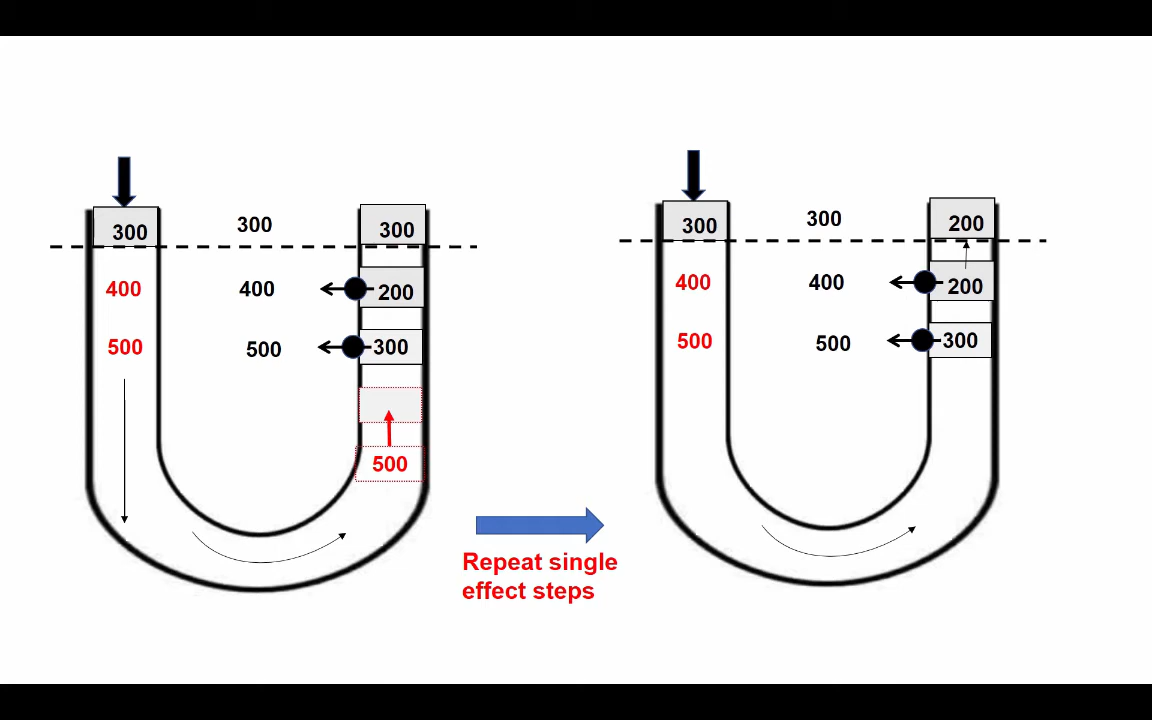 300 300 300
400 400 200
500 500 300
500
Repeat single
effect steps
300 300 200
400 400 200
500 500 300